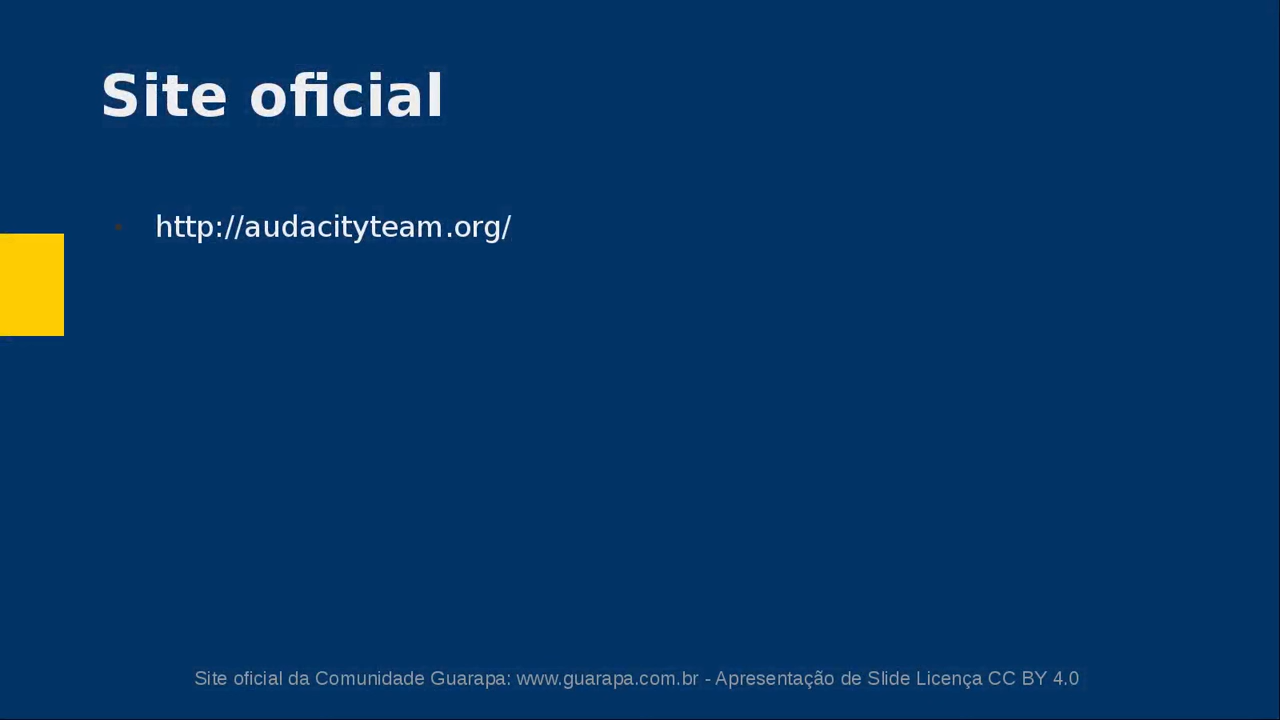 Site oficial
http://audacityteam.org/
Site oficial da Comunidade Guarapa: www.guarapa.com.br - Apresentação de Slide Licença CC BY 4.0